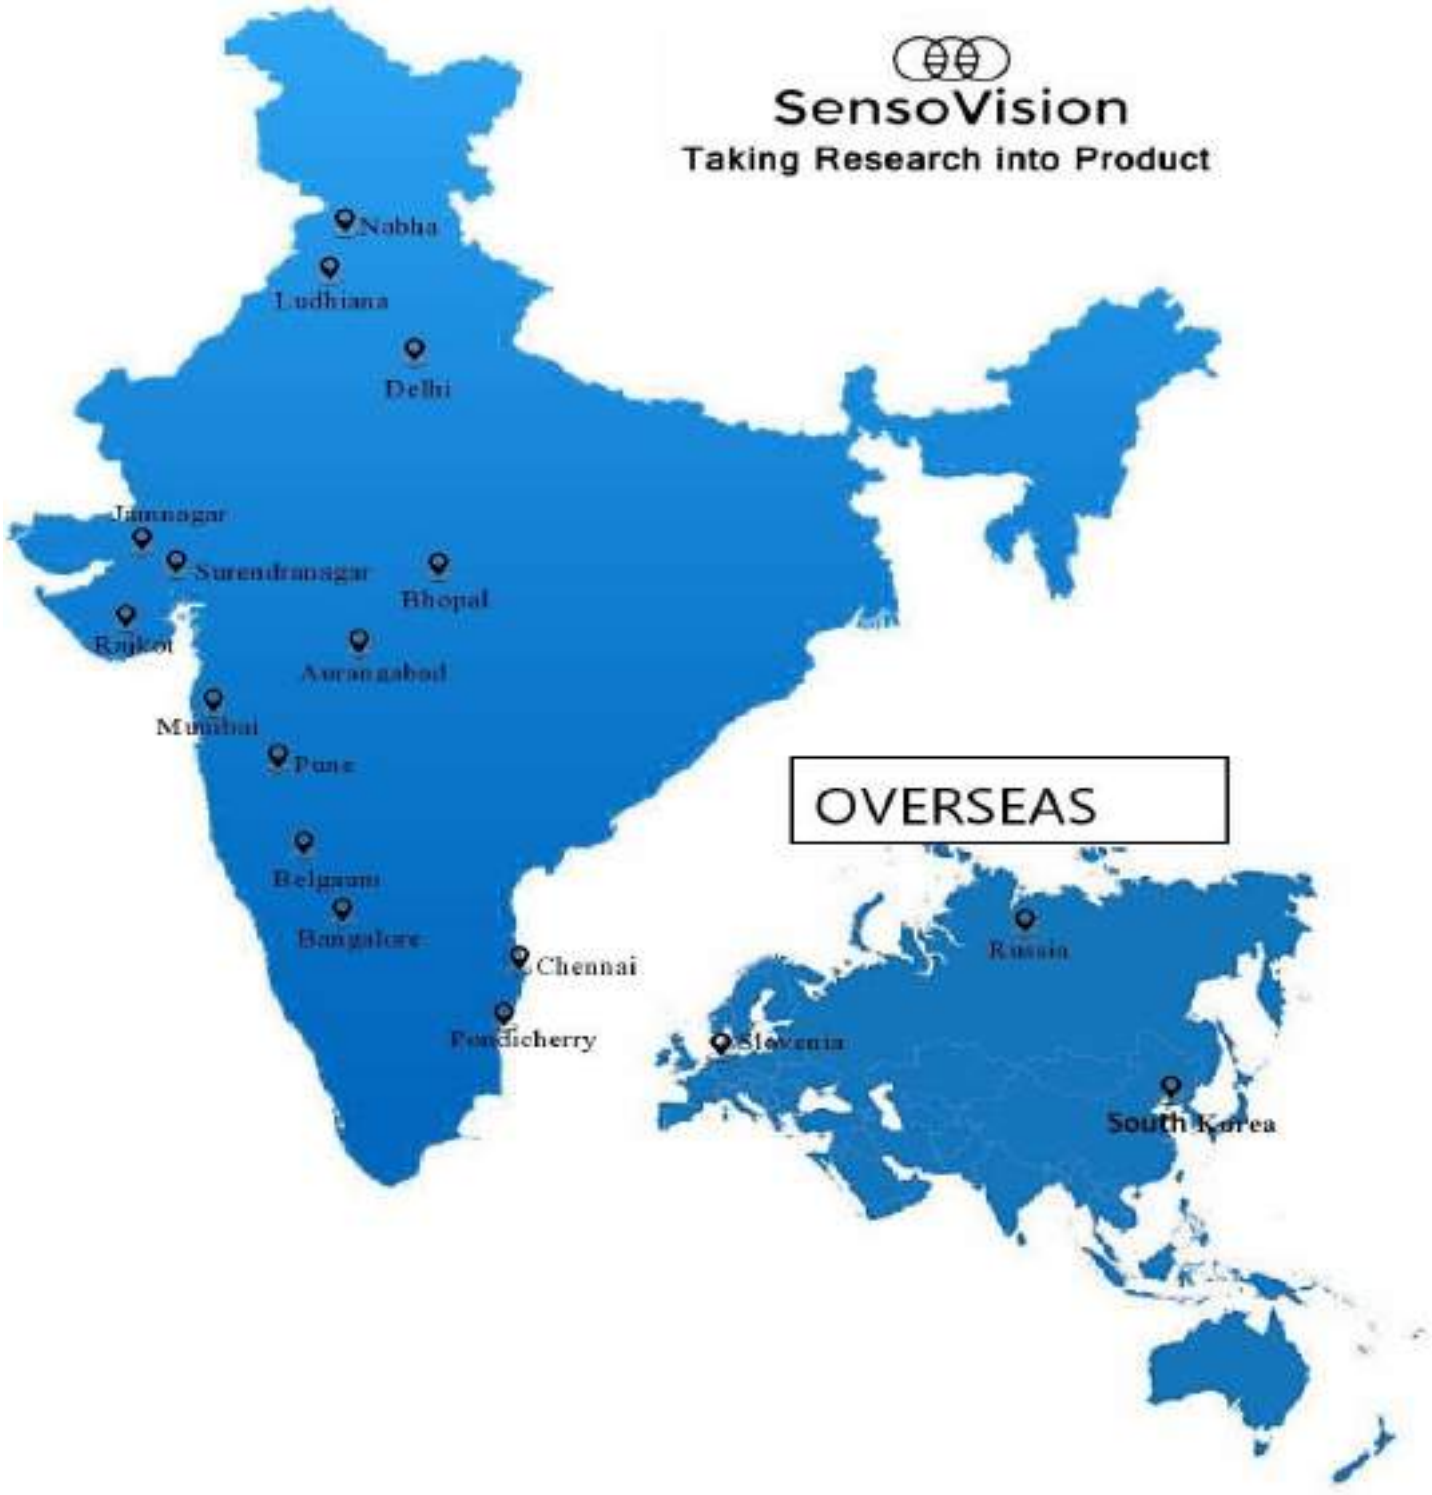 SensoVision
Taking Research into Product
Nabha
Ludhiana
Delhi
Jamnagar
Surendranagar
Bhopal
Rajkot
Aurangabad
Mumbai
Pune
Belgaum
Bangalore
Chennai
Pondicherry
OVERSEAS
Russia
Slovenia
South Korea